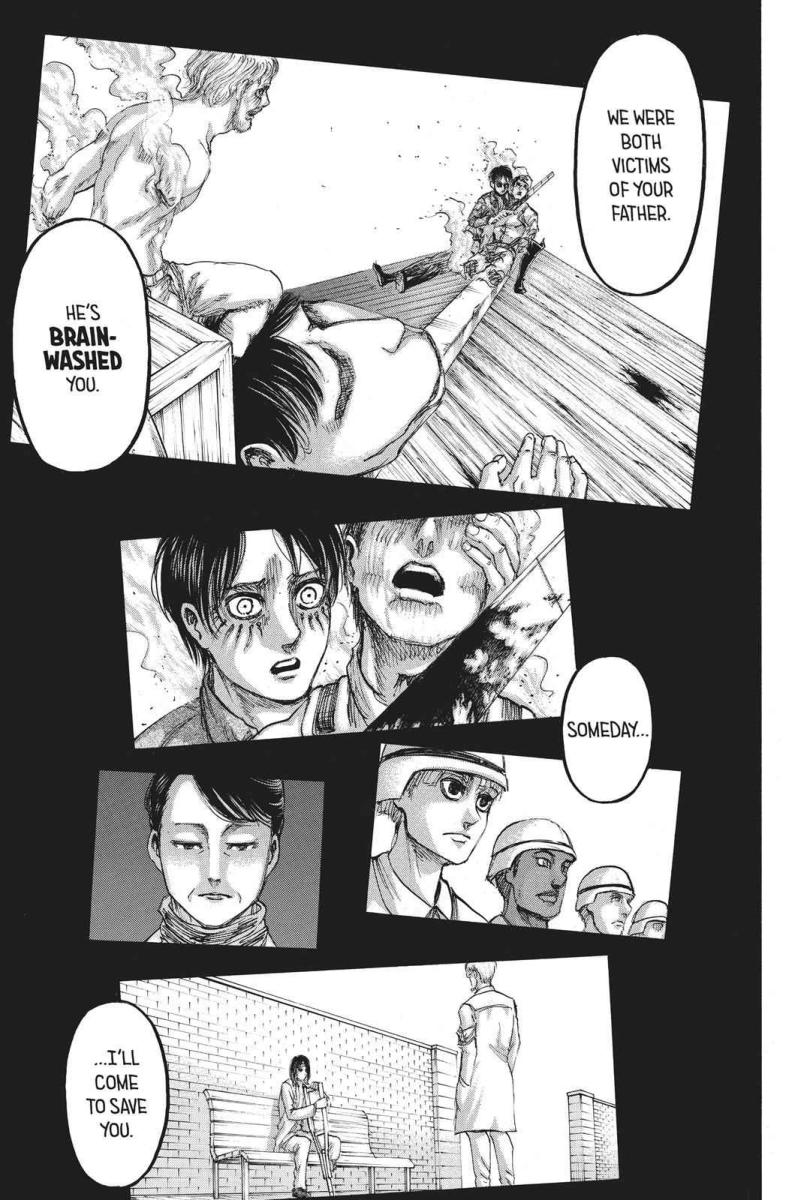 WE WERE
BOTH
VICTIMS
OF YOUR
FATHER.
HE'S
BRAIN-
WASHED
YOU.
SOMEDAY...
...I'LL
COME
TO SAVE
YOU.